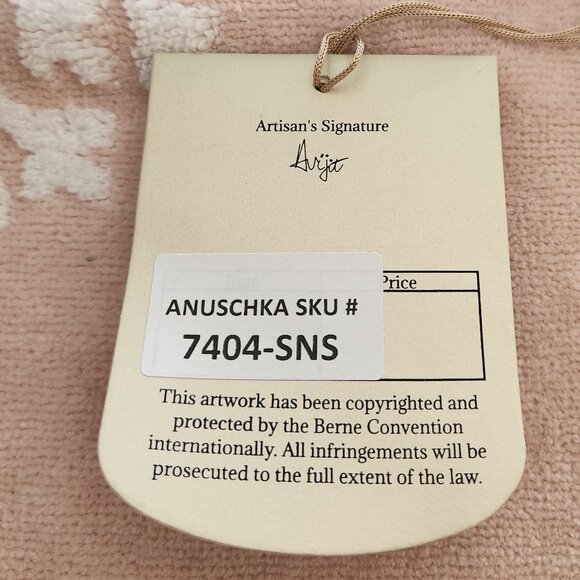 Artisan's Signature
Avijit
Price
ANUSCHKA SKU #
7404-SNS
This artwork has been copyrighted and
protected by the Berne Convention
internationally. All infringements will be
prosecuted to the full extent of the law.